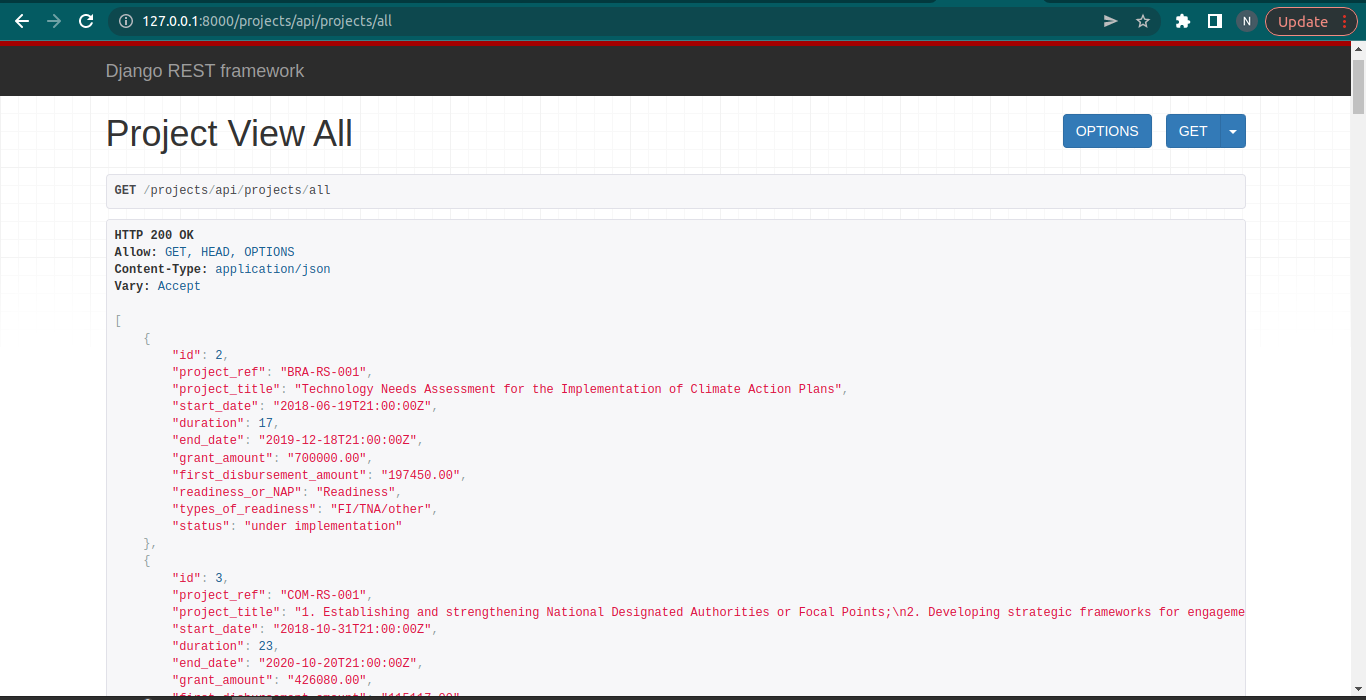 127.0.0.1:8000/projects/api/projects/all
N
Update
Django REST framework
Project View All
OPTIONS
GET
GET /projects/api/projects/all
HTTP 200 OK
Allow: GET, HEAD, OPTIONS
Content-Type: application/json
Vary: Accept
[
{
"id": 2,
"project_ref": "BRA-RS-001",
"project_title": "Technology Needs Assessment for the Implementation of Climate Action Plans",
"start_date": "2018-06-19T21:00:00Z",
"duration": 17,
"end_date": "2019-12-18T21:00:00Z",
"grant_amount": "700000.00",
"first_disbursement_amount": "197450.00",
"readiness_or_NAP": "Readiness",
"types_of_readiness": "FI/TNA/other",
"status": "under implementation"
},
{
"id": 3,
"project_ref": "COM-RS-001",
"project_title": "1. Establishing and strengthening National Designated Authorities or Focal Points;\n2. Developing strategic frameworks for engageme
"start_date": "2018-10-31T21:00:00Z",
"duration": 23,
"end_date": "2020-10-20T21:00:00Z",
"grant_amount": "426080.00",
"first_disbursement_amount": "115117.00"